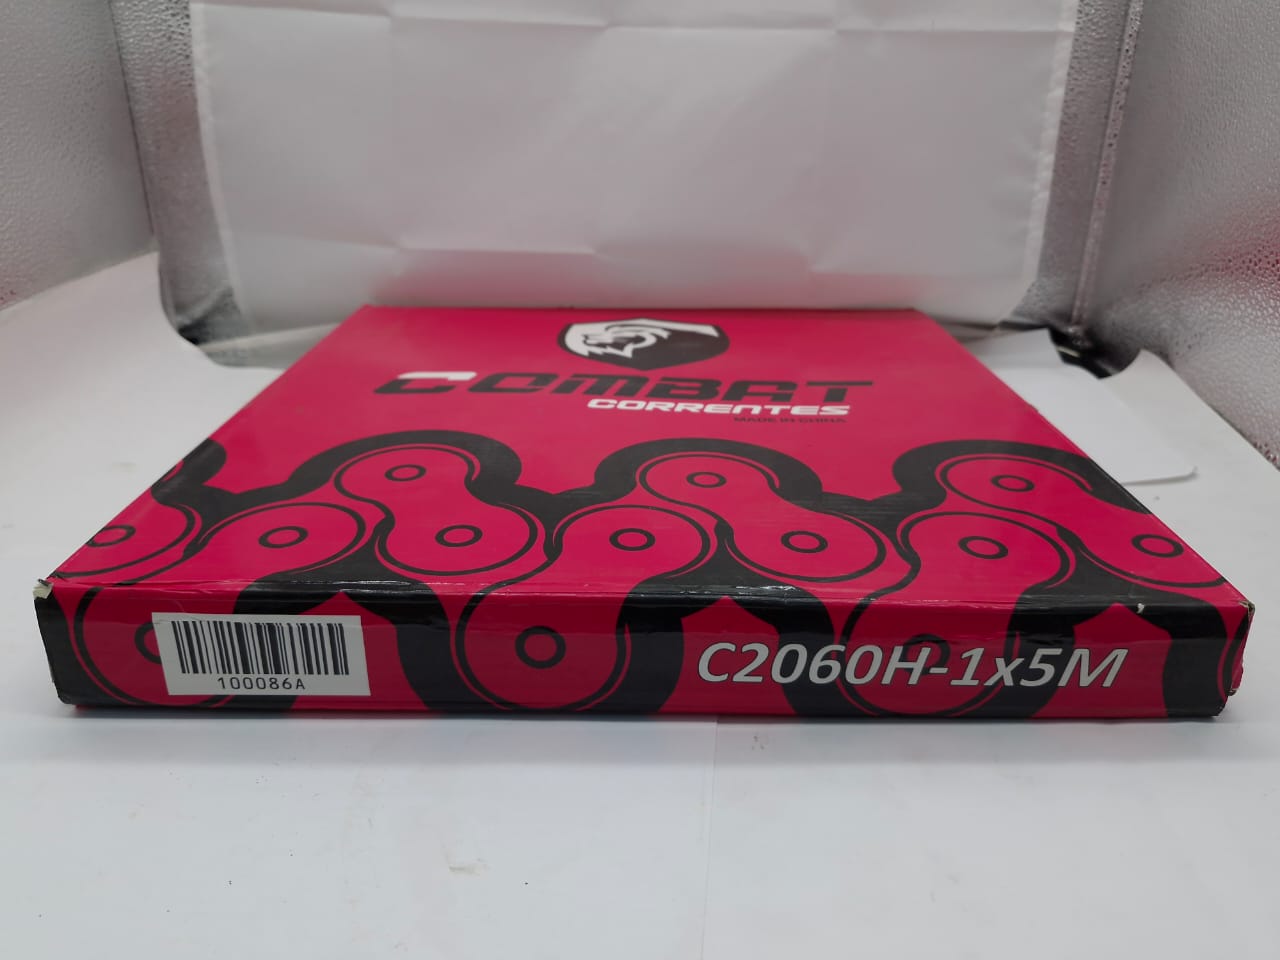 COMBAT
CORRENTES
MADE IN CHINA
100086A
C2060H-1x5M